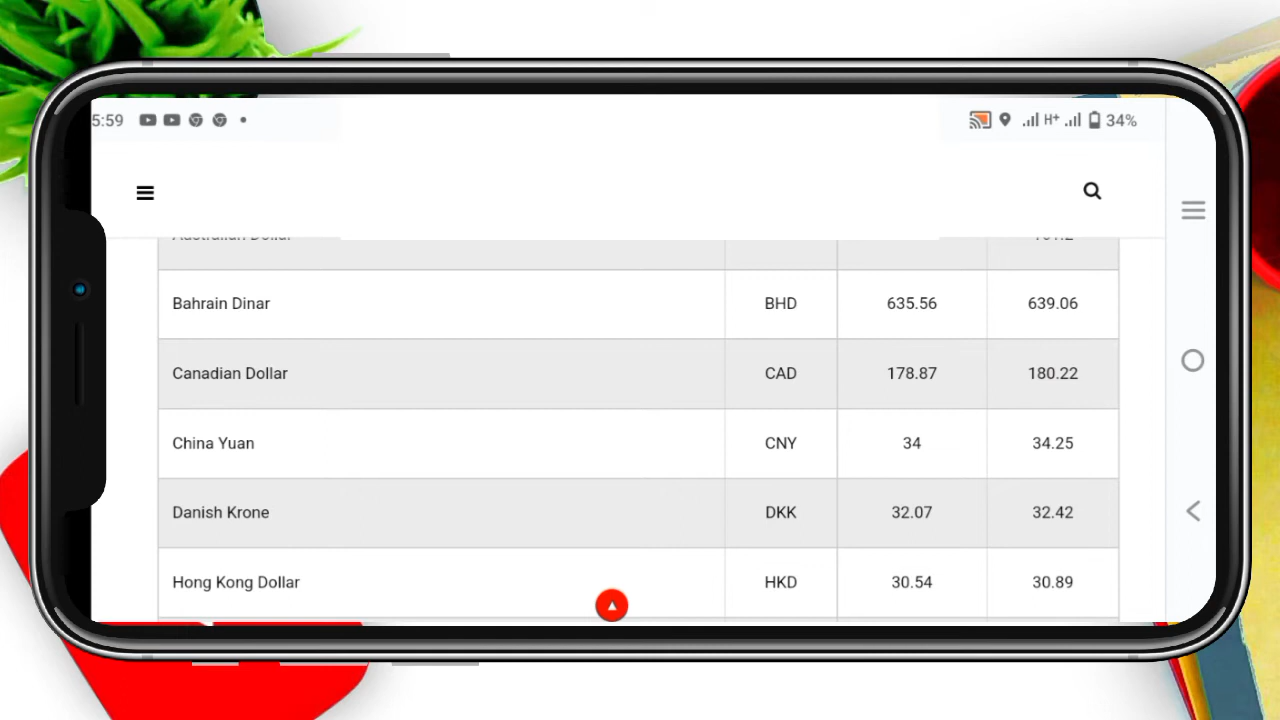 5:59 H+ 34%
Bahrain Dinar BHD 635.56 639.06
Canadian Dollar CAD 178.87 180.22
China Yuan CNY 34 34.25
Danish Krone DKK 32.07 32.42
Hong Kong Dollar HKD 30.54 30.89